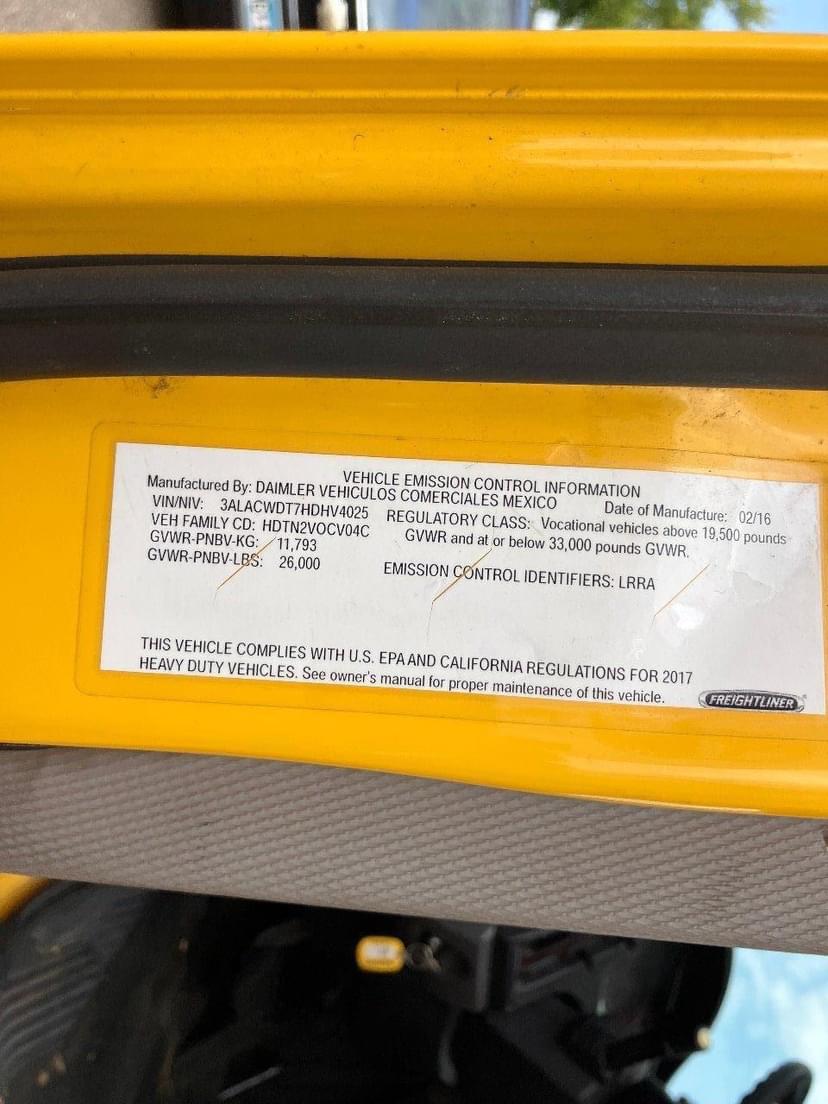 VEHICLE EMISSION CONTROL INFORMATION
Manufactured By: DAIMLER VEHICULOS COMERCIALES MEXICO Date of Manufacture: 02/16
VIN/NIV: 3ALACWDT7HDHV4025 REGULATORY CLASS: Vocational vehicles above 19,500 pounds
VEH FAMILY CD: HDTN2VOCV04C GVWR and at or below 33,000 pounds GVWR.
GVWR-PNBV-KG: 11,793
GVWR-PNBV-LBS: 26,000 EMISSION CONTROL IDENTIFIERS: LRRA
THIS VEHICLE COMPLIES WITH U.S. EPA AND CALIFORNIA REGULATIONS FOR 2017
HEAVY DUTY VEHICLES. See owner's manual for proper maintenance of this vehicle.
FREIGHTLINER